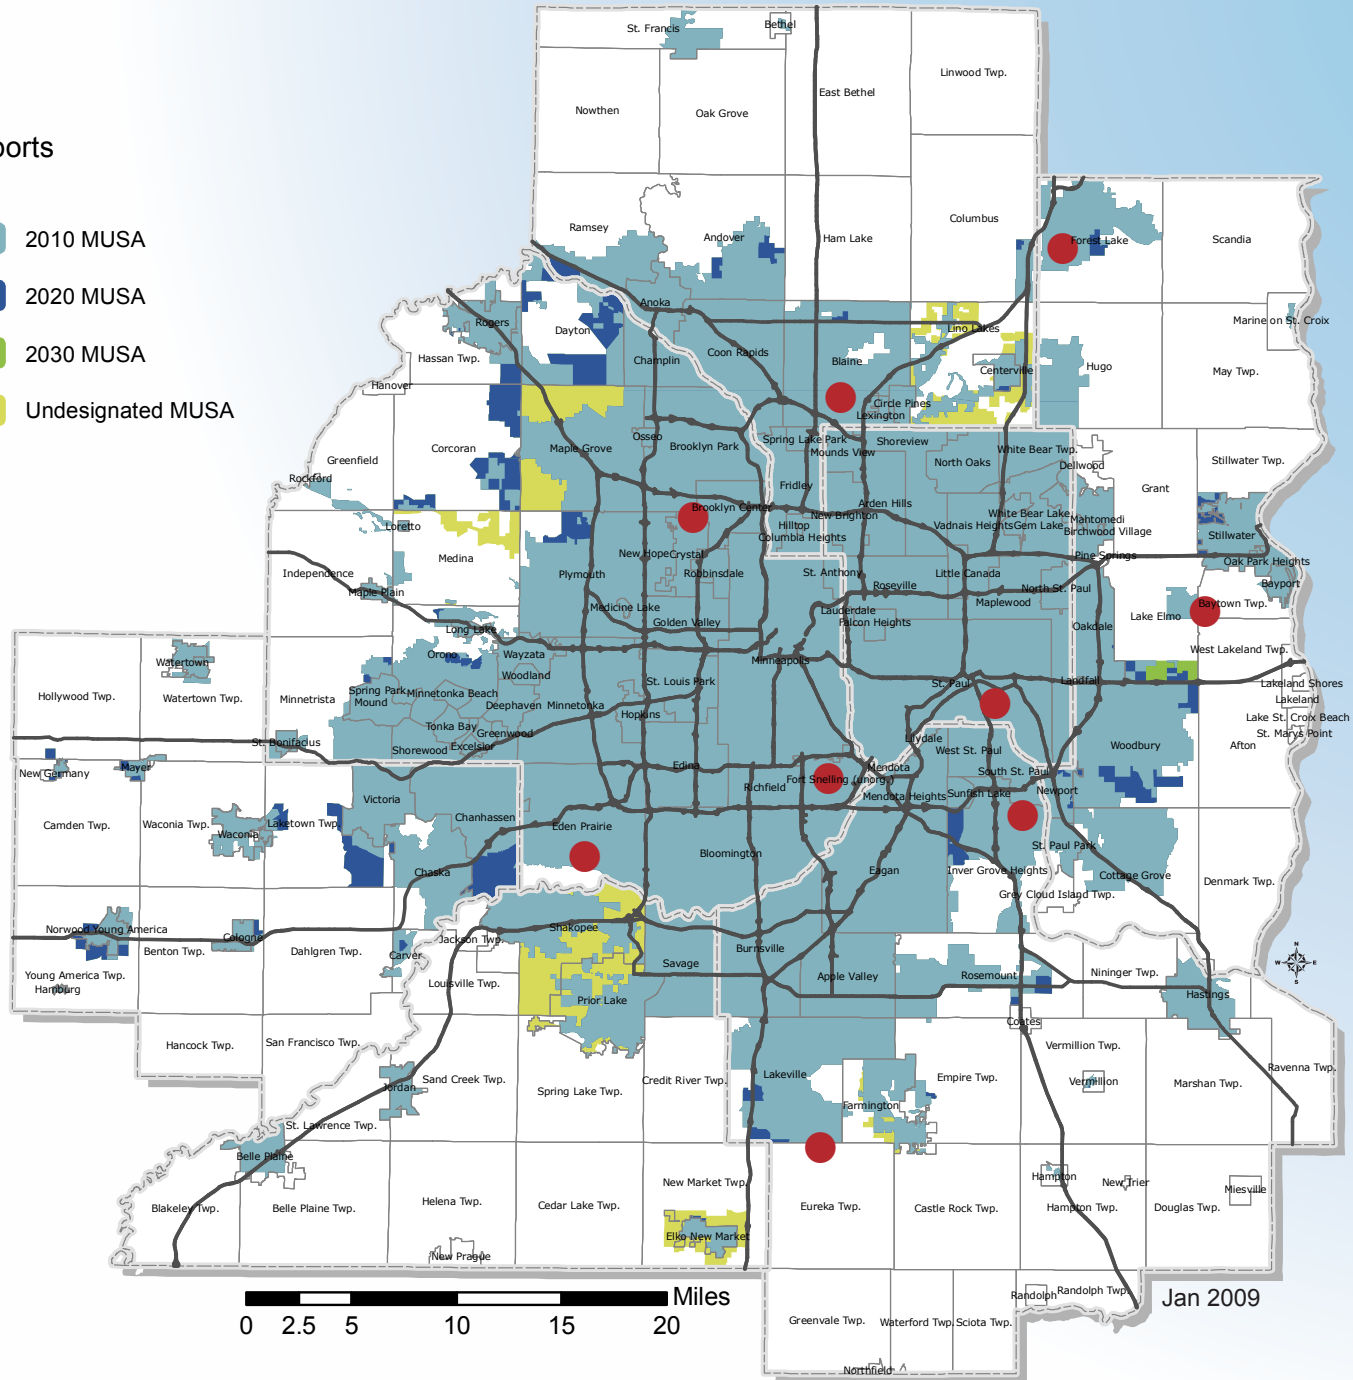 ports
2010 MUSA
2020 MUSA
2030 MUSA
Undesignated MUSA
St. Francis
Bethel
Linwood Twp.
East Bethel
Nowthen
Oak Grove
Ramsey
Andover
Ham Lake
Columbus
Forest Lake
Scandia
Anoka
Rogers
Dayton
Lino Lakes
Marine on St. Croix
Hassan Twp.
Champlin
Coon Rapids
Blaine
Centerville
Hugo
May Twp.
Hanover
Circle Pines
Lexington
Corcoran
Maple Grove
Osseo
Brooklyn Park
Spring Lake Park
Mounds View
Shoreview
White Bear Twp.
Dellwood
Greenfield
North Oaks
Stillwater Twp.
Rockford
Fridley
Grant
Loretto
Brooklyn Center
New Brighton
Arden Hills
White Bear Lake
Mahtomedi
Hilltop
Columbia Heights
Vadnais Heights
Gem Lake
Birchwood Village
Stillwater
Medina
New Hope
Crystal
Pine Springs
Oak Park Heights
Independence
Plymouth
Robbinsdale
St. Anthony
Roseville
Little Canada
North St. Paul
Bayport
Maple Plain
Medicine Lake
Lauderdale
Maplewood
Baytown Twp.
Long Lake
Golden Valley
Falcon Heights
Oakdale
Lake Elmo
Orono
Wayzata
Minneapolis
West Lakeland Twp.
Watertown
Woodland
Hollywood Twp.
Watertown Twp.
Minnetrista
Spring Park
Mound
Minnetonka Beach
Deephaven
Minnetonka
St. Louis Park
St. Paul
Landfall
Lakeland Shores
Lakeland
Hopkins
Lake St. Croix Beach
St. Marys Point
Tonka Bay
Greenwood
Excelsior
Shorewood
St. Bonifacius
Lilydale
West St. Paul
Woodbury
Afton
New Germany
Mayer
Edina
Richfield
Fort Snelling (unorg.)
Mendota
South St. Paul
Mendota Heights
Sunfish Lake
Newport
Victoria
Camden Twp.
Waconia Twp.
Waconia
Laketown Twp.
Chanhassen
Eden Prairie
Bloomington
St. Paul Park
Chaska
Eagan
Inver Grove Heights
Cottage Grove
Grey Cloud Island Twp.
Denmark Twp.
Norwood Young America
Benton Twp.
Cologne
Dahlgren Twp.
Carver
Jackson Twp.
Shakopee
Burnsville
Savage
Young America Twp.
Hamburg
Louisville Twp.
Prior Lake
Apple Valley
Rosemount
Nininger Twp.
Hastings
N
W
E
S
Hancock Twp.
San Francisco Twp.
Coates
Vermillion Twp.
Jordan
Sand Creek Twp.
Spring Lake Twp.
Credit River Twp.
Lakeville
Farmington
Empire Twp.
Vermillion
Marshan Twp.
Ravenna Twp.
St. Lawrence Twp.
Belle Plaine
Blakeley Twp.
Belle Plaine Twp.
Helena Twp.
Cedar Lake Twp.
New Market Twp.
Elko New Market
Eureka Twp.
Castle Rock Twp.
Hampton
Hampton Twp.
New Trier
Douglas Twp.
Miesville
New Prague
Miles
0 2.5 5 10 15 20
Randolph
Randolph Twp.
Jan 2009
Greenvale Twp.
Waterford Twp.
Sciota Twp.
Northfield